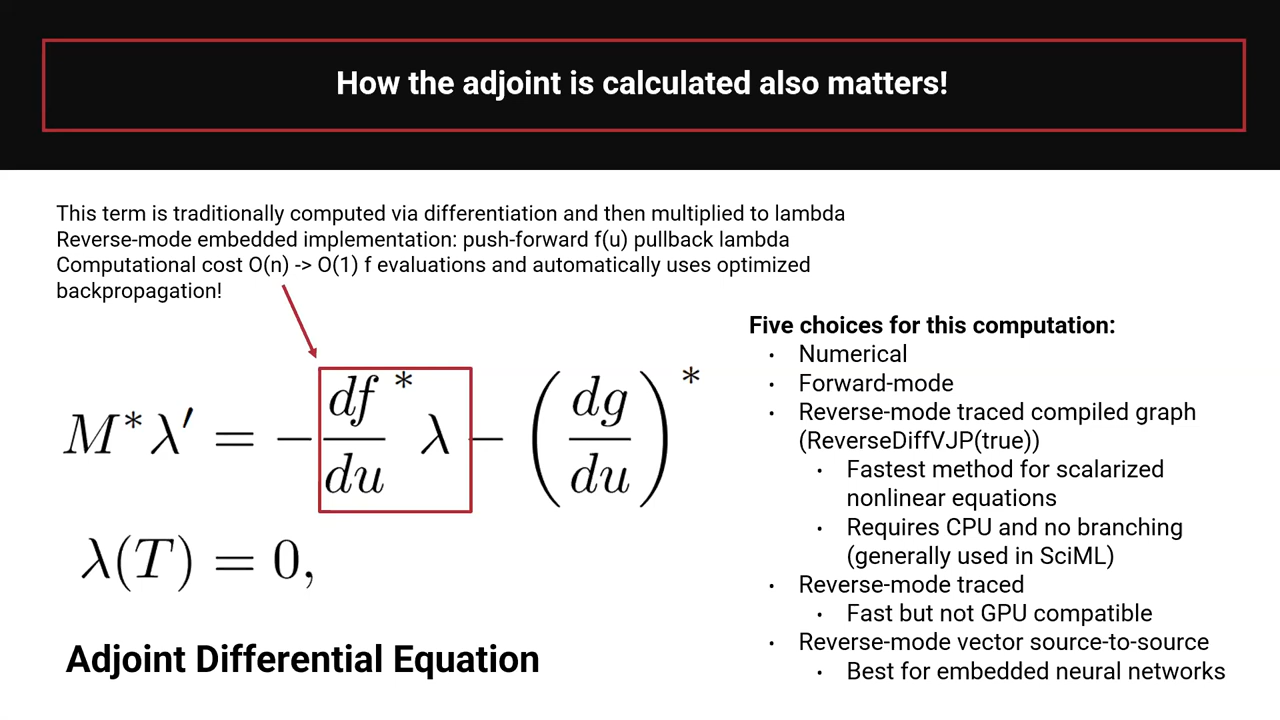 How the adjoint is calculated also matters!
This term is traditionally computed via differentiation and then multiplied to lambda
Reverse-mode embedded implementation: push-forward f(u) pullback lambda
Computational cost O(n) -> O(1) f evaluations and automatically uses optimized
backpropagation!
M*λ′ = − df/du * λ − (dg/du)*
λ(T) = 0,
Adjoint Differential Equation
Five choices for this computation:
• Numerical
• Forward-mode
• Reverse-mode traced compiled graph
(ReverseDiffVJP(true))
• Fastest method for scalarized
nonlinear equations
• Requires CPU and no branching
(generally used in SciML)
• Reverse-mode traced
• Fast but not GPU compatible
• Reverse-mode vector source-to-source
• Best for embedded neural networks